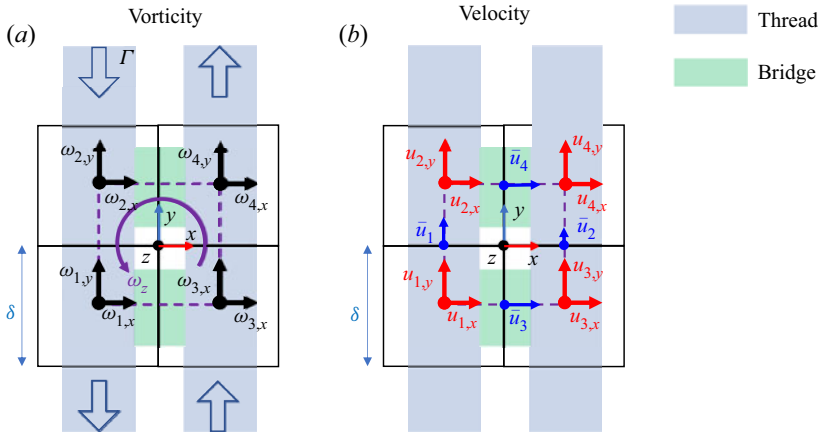 Vorticity
Velocity
Thread
Bridge
(a)
Γ
ω2,y
ω4,y
ω2,x
ω4,x
y
x
z
ωz
ω1,y
ω3,x
ω1,x
ω3,x
δ
(b)
u2,y
ū4
u4,y
u2,x
u4,x
y
ū1
ū2
x
z
u1,y
u3,y
u1,x
ū3
u3,x
δ